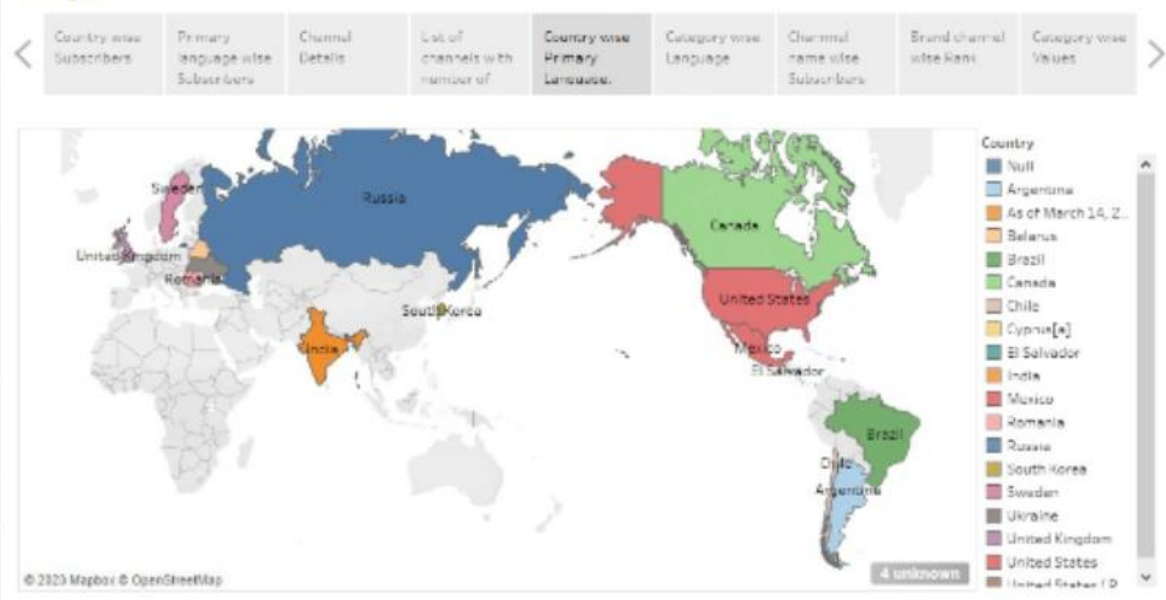 Country wise
Subscribers
Primary
language wise
Subscribers
Channel
Details
List of
channels with
number of
Country wise
Primary
Language.
Category wise
Language
Channnal
name wise
Subscribers
Brand channel
wise Rank
Category wise
Values
Sweden
Russia
Canada
United Kingdom
Romania
South Korea
United States
India
Mexico
El Salvador
Brazil
Chile
Argentina
© 2023 Mapbox © OpenStreetMap
4 unknown
Country
Null
Argentina
As of March 14, 2...
Belarus
Brazil
Canada
Chile
Cyprus[a]
El Salvador
India
Mexico
Romania
Russia
South Korea
Sweden
Ukraine
United Kingdom
United States